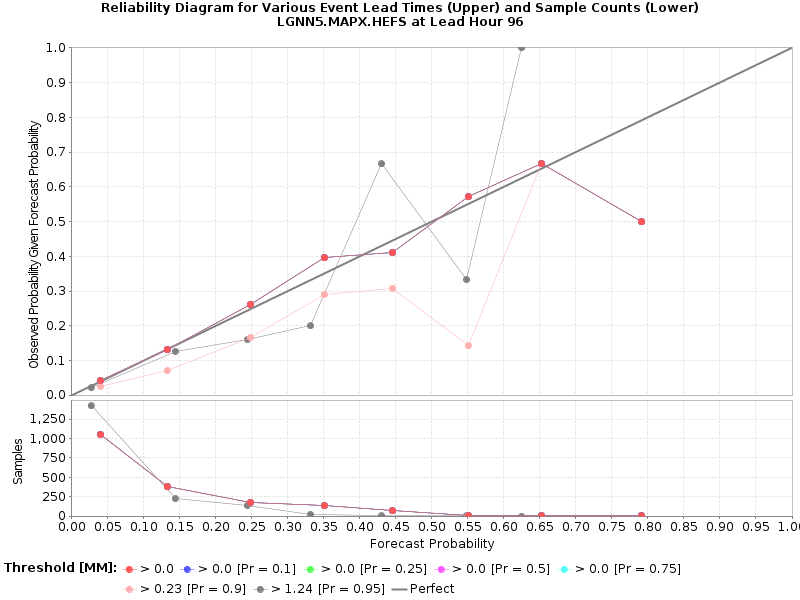 Reliability Diagram for Various Event Lead Times (Upper) and Sample Counts (Lower)
LGNN5.MAPX.HEFS at Lead Hour 96
Observed Probability Given Forecast Probability
1.0
0.9
0.8
0.7
0.6
0.5
0.4
0.3
0.2
0.1
0.0
Samples
1,250
1,000
750
500
250
0
0.00 0.05 0.10 0.15 0.20 0.25 0.30 0.35 0.40 0.45 0.50 0.55 0.60 0.65 0.70 0.75 0.80 0.85 0.90 0.95 1.0
Forecast Probability
Threshold [MM]: > 0.0 > 0.0 [Pr = 0.1] > 0.0 [Pr = 0.25] > 0.0 [Pr = 0.5] > 0.0 [Pr = 0.75]
> 0.23 [Pr = 0.9] > 1.24 [Pr = 0.95] Perfect